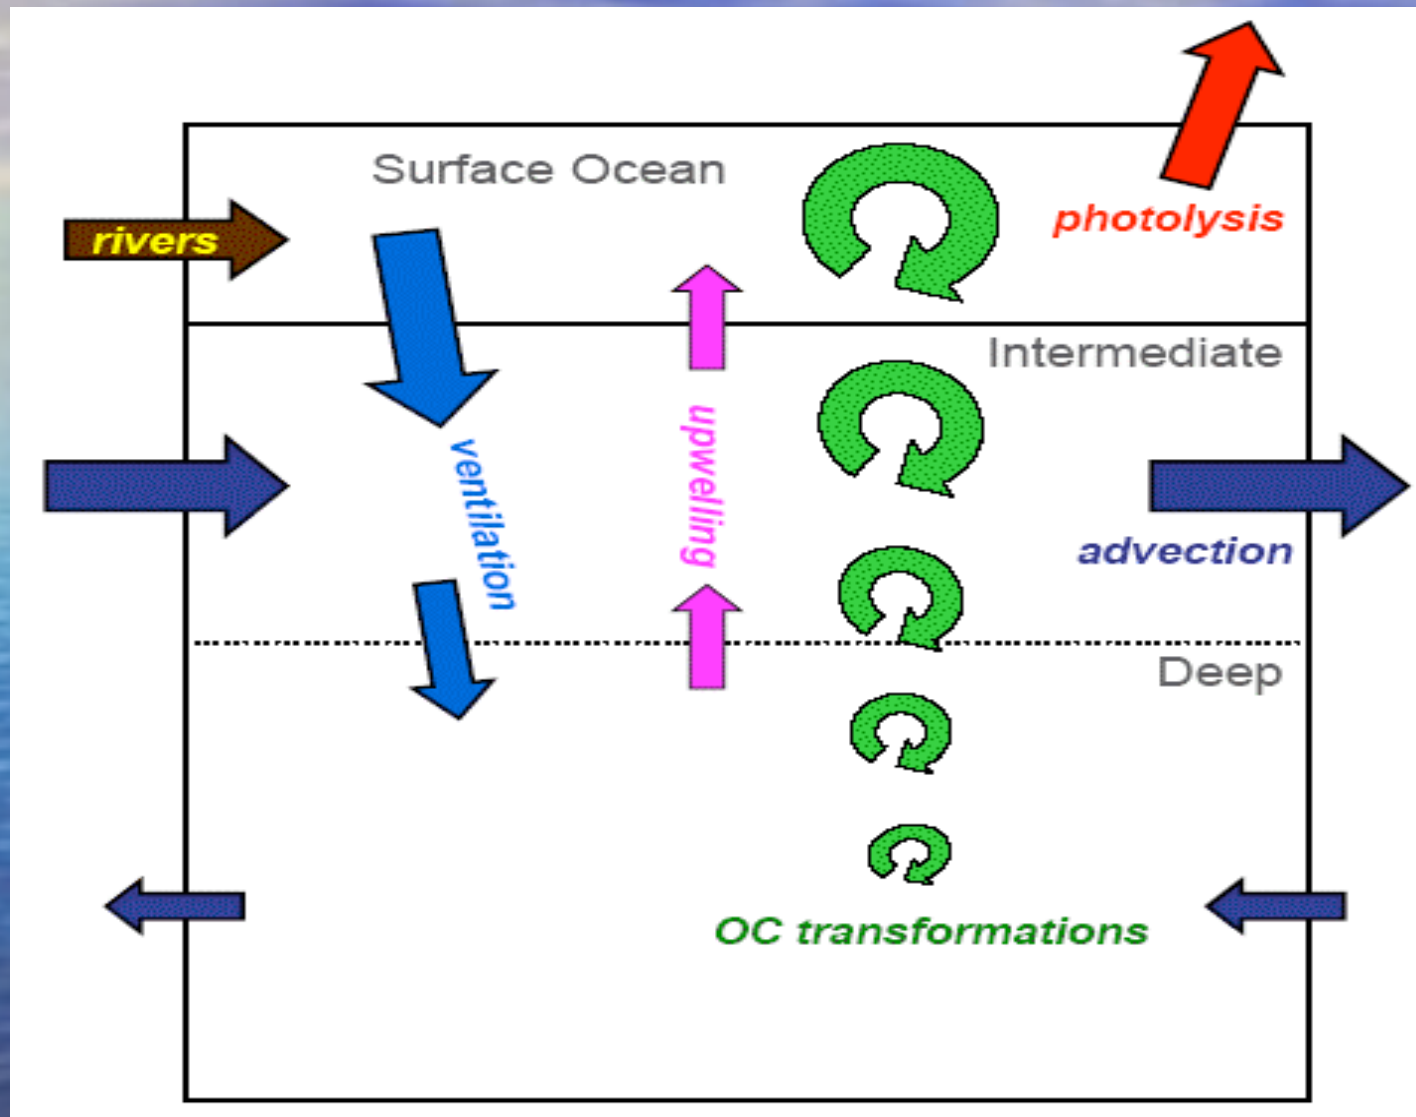 Surface Ocean
photolysis
rivers
Intermediate
ventilation
upwelling
advection
Deep
OC transformations